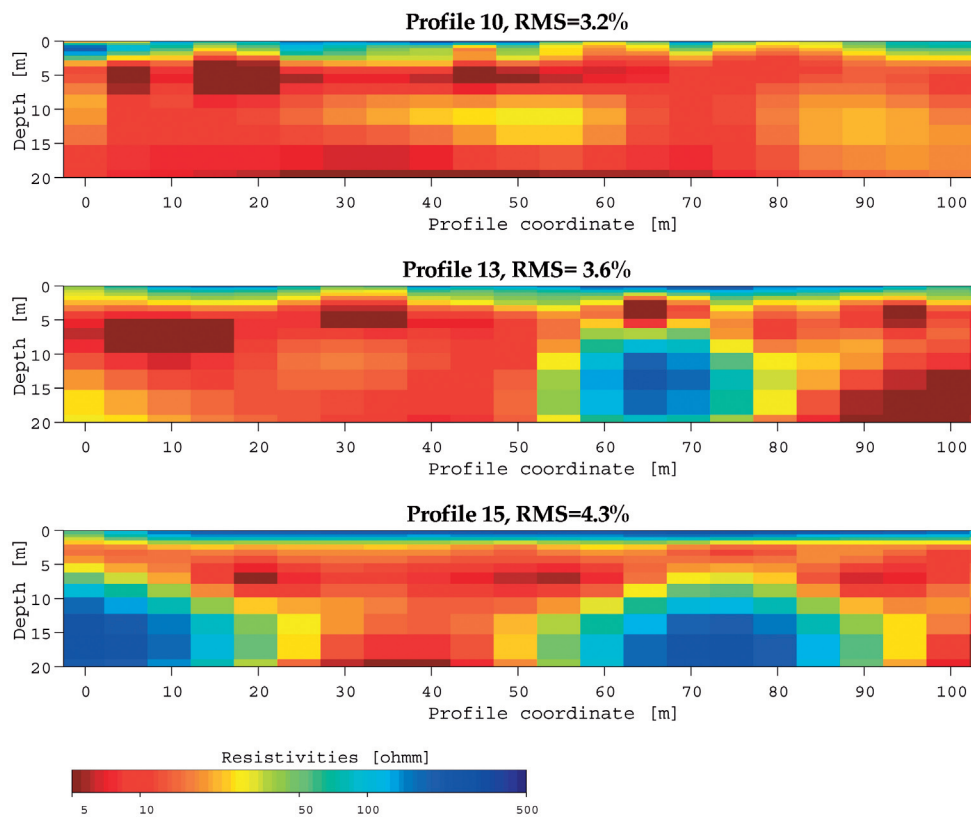 Profile 10, RMS=3.2%
0
5
10
15
20
Depth [m]
0 10 20 30 40 50 60 70 80 90 100
Profile coordinate [m]
Profile 13, RMS= 3.6%
0
5
10
15
20
Depth [m]
0 10 20 30 40 50 60 70 80 90 100
Profile coordinate [m]
Profile 15, RMS=4.3%
0
5
10
15
20
Depth [m]
0 10 20 30 40 50 60 70 80 90 100
Profile coordinate [m]
Resistivities [ohmm]
5 10 50 100 500